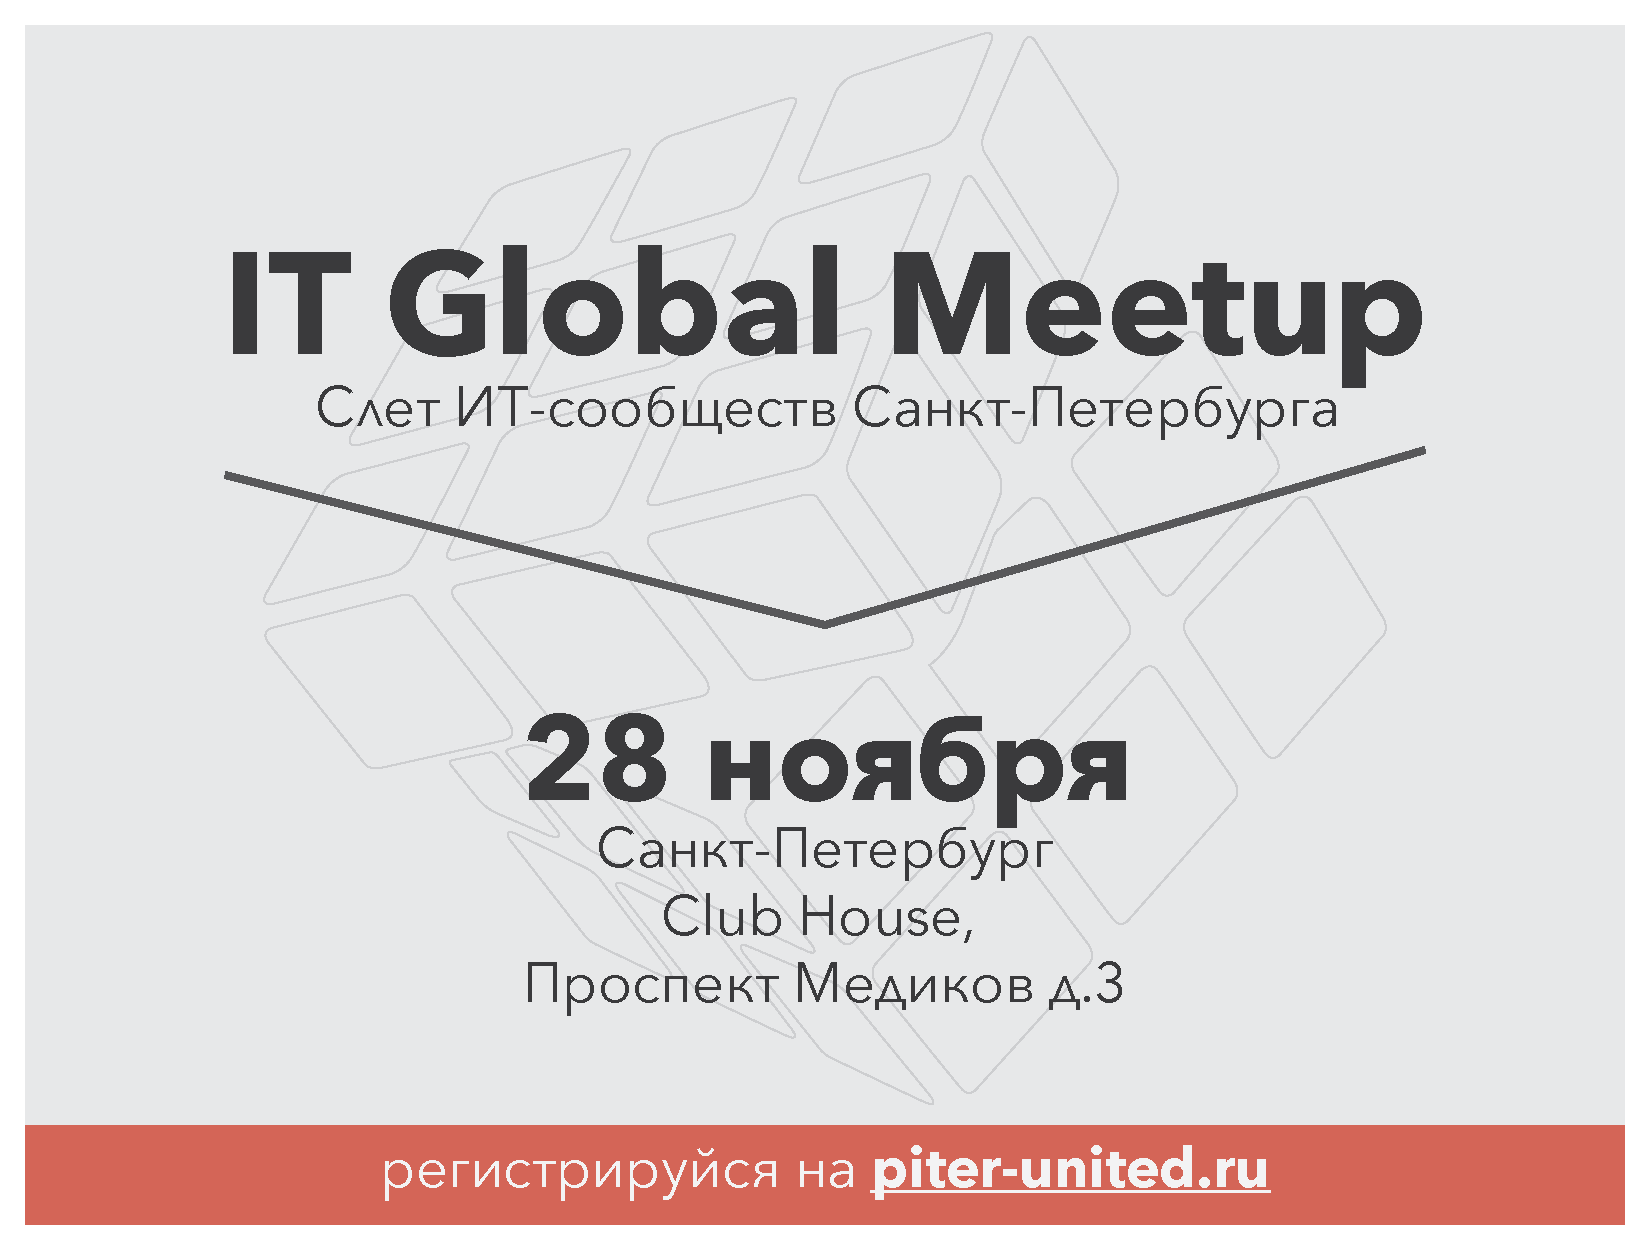 IT Global Meetup
Слет ИТ-сообществ Санкт-Петербурга
28 ноября
Санкт-Петербург
Club House,
Проспект Медиков д.3
регистрируйся на piter-united.ru